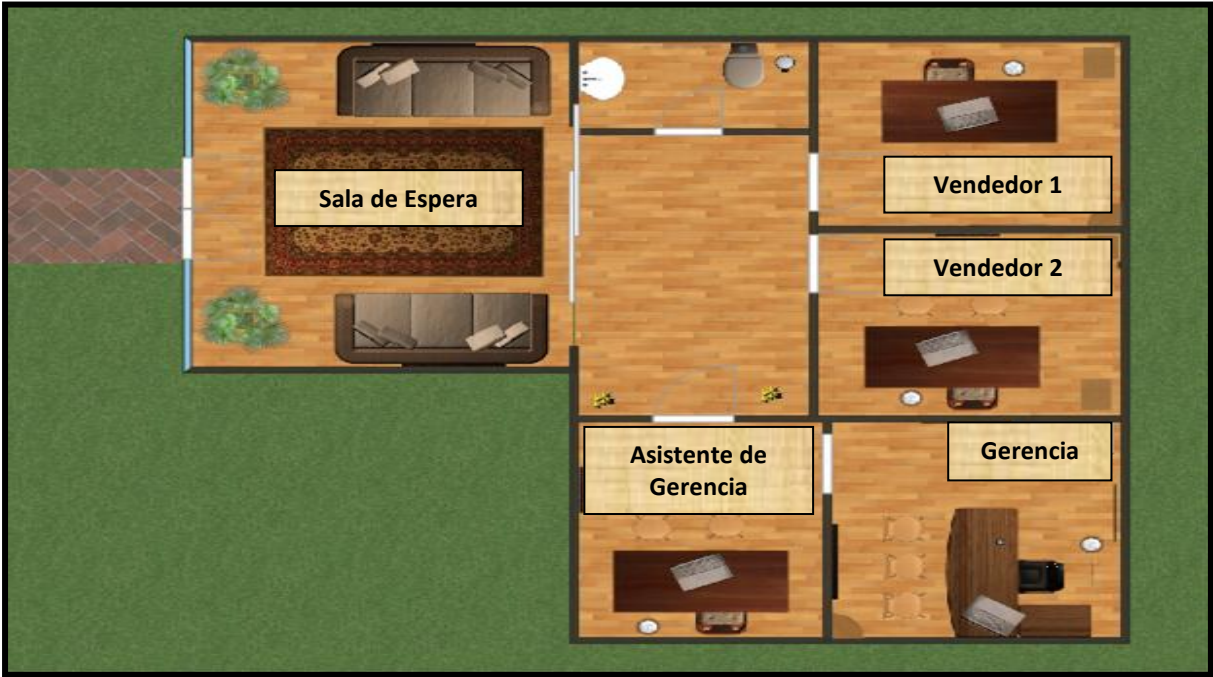 Sala de Espera
Vendedor 1
Vendedor 2
Asistente de
Gerencia
Gerencia